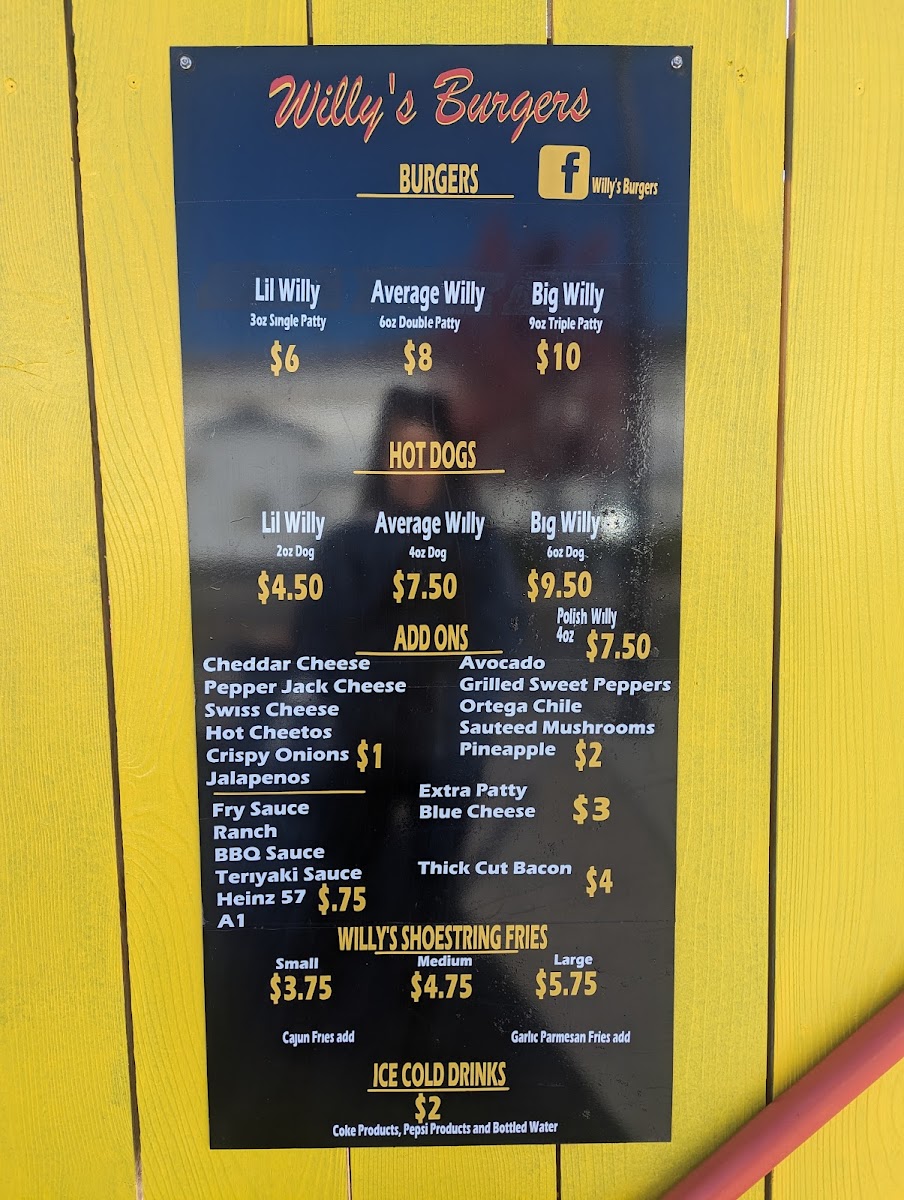 Willy's Burgers
BURGERS
f Willy's Burgers
Lil Willy Average Willy Big Willy
3oz Single Patty 6oz Double Patty 9oz Triple Patty
$6 $8 $10
HOT DOGS
Lil Willy Average Willy Big Willy
2oz Dog 4oz Dog 6oz Dog
$4.50 $7.50 $9.50
Polish Willy
4oz $7.50
ADD ONS
Cheddar Cheese
Pepper Jack Cheese
Swiss Cheese
Hot Cheetos
Crispy Onions $1
Jalapenos
Avocado
Grilled Sweet Peppers
Ortega Chile
Sauteed Mushrooms
Pineapple $2
Fry Sauce
Ranch
BBQ Sauce
Teriyaki Sauce
Heinz 57 $.75
A1
Extra Patty
Blue Cheese $3
Thick Cut Bacon $4
WILLY'S SHOESTRING FRIES
Small Medium Large
$3.75 $4.75 $5.75
Cajun Fries add Garlic Parmesan Fries add
ICE COLD DRINKS
$2
Coke Products, Pepsi Products and Bottled Water